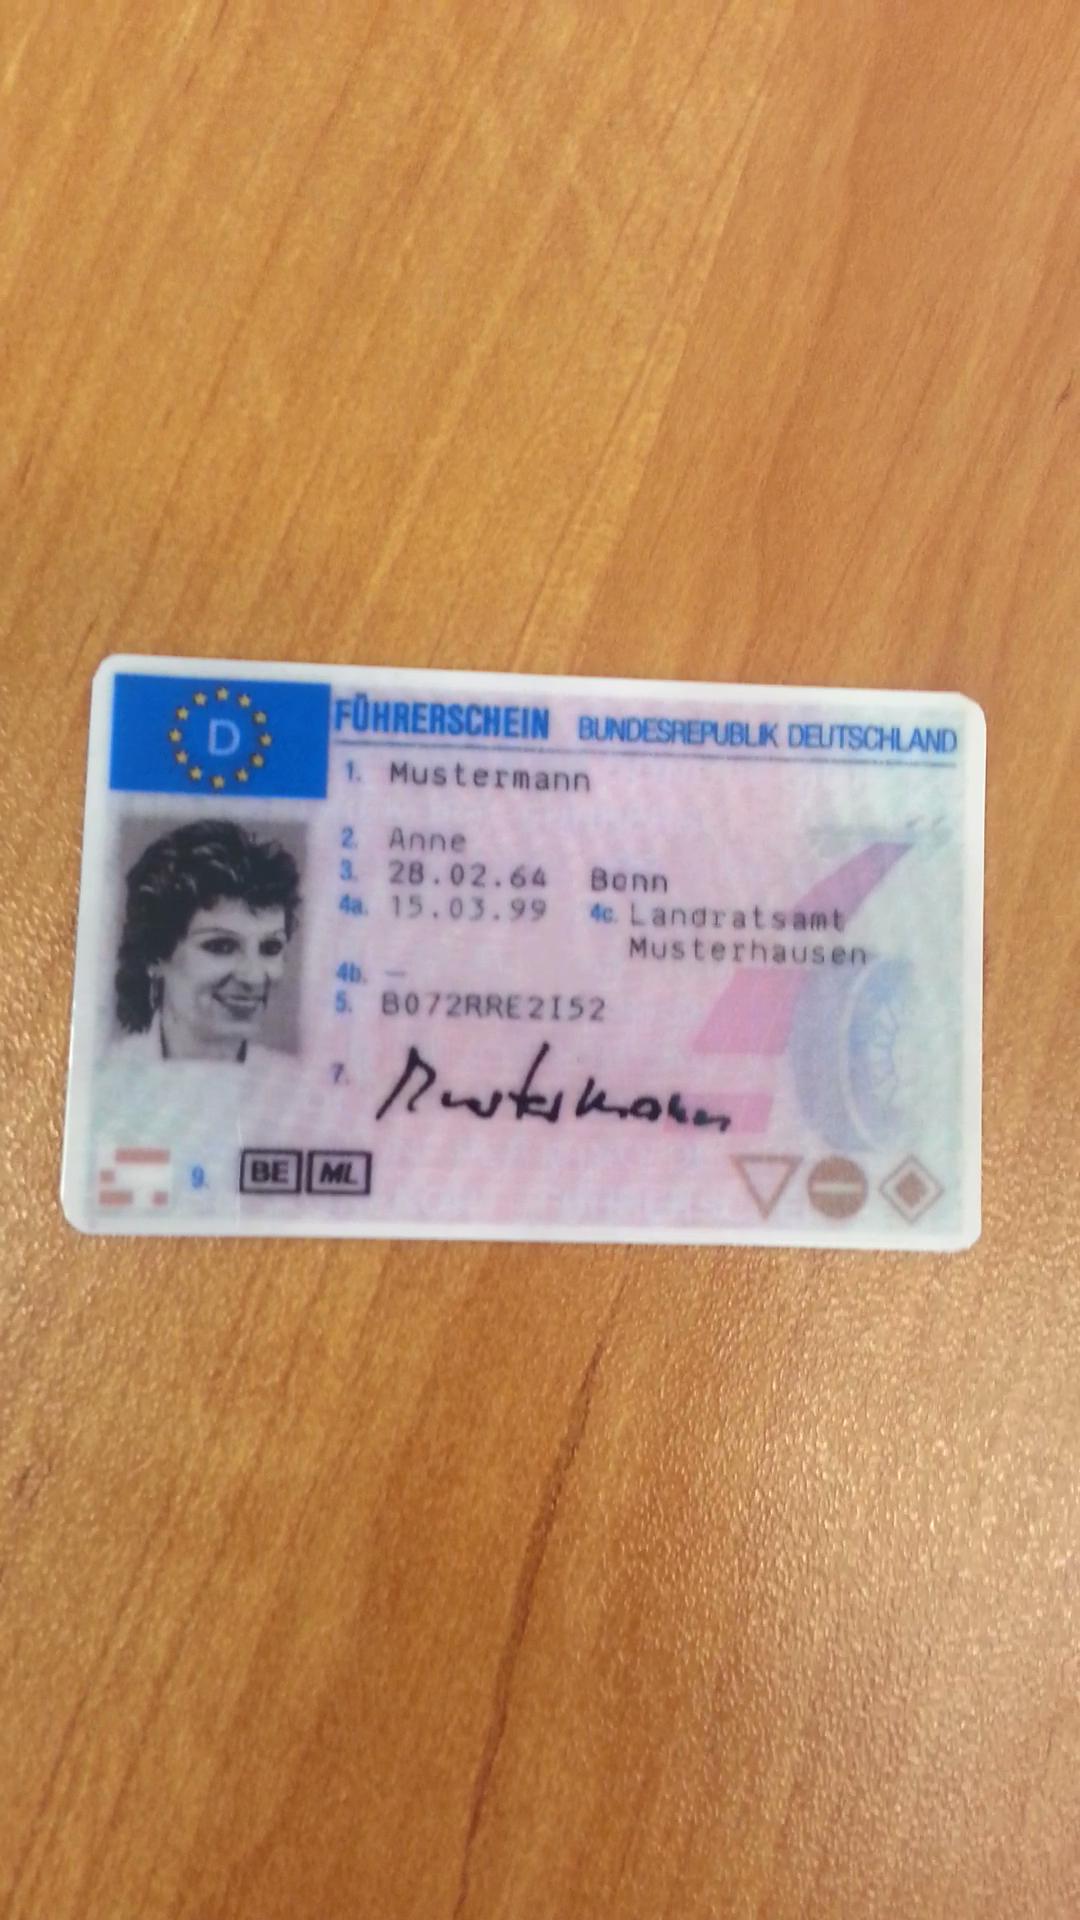 D
FÜHRERSCHEIN BUNDESREPUBLIK DEUTSCHLAND
1. Mustermann
2. Anne
3. 28.02.64 Bonn
4a. 15.03.99 4c. Landratsamt
Musterhausen
4b. –
5. B072RRE2I52
7. Mustermann
9. BE ML